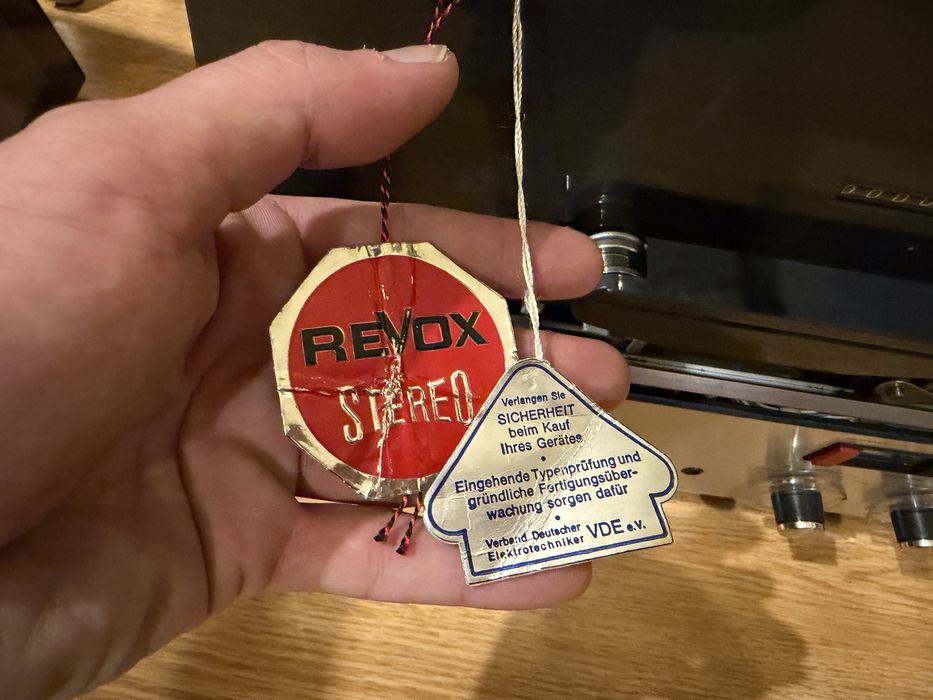 REVOX
STEREO
Verlangen Sie
SICHERHEIT
beim Kauf
Ihres Gerätes
•
Eingehende Typenprüfung und
gründliche Fertigungsüber-
wachung sorgen dafür
•
Verband Deutscher
Elektrotechniker VDE e.V.